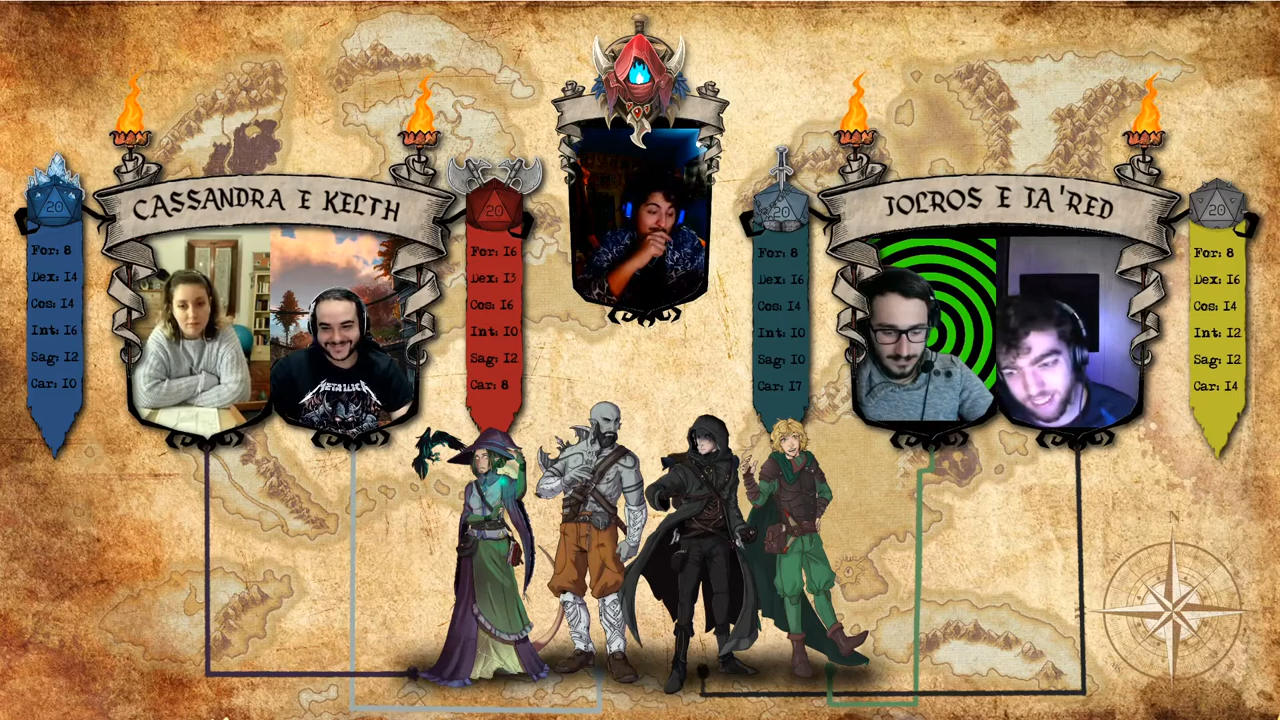 CASSANDRA E KELTH
JOLROS E JA'RED
20
For: 8
Dex: 14
Cos: 14
Int: 16
Sag: 12
Car: 10
20
For: 16
Dex: 13
Cos: 16
Int: 10
Sag: 12
Car: 8
20
For: 8
Dex: 16
Cos: 14
Int: 10
Sag: 10
Car: 17
20
For: 8
Dex: 16
Cos: 14
Int: 12
Sag: 12
Car: 14
METALLICA
N